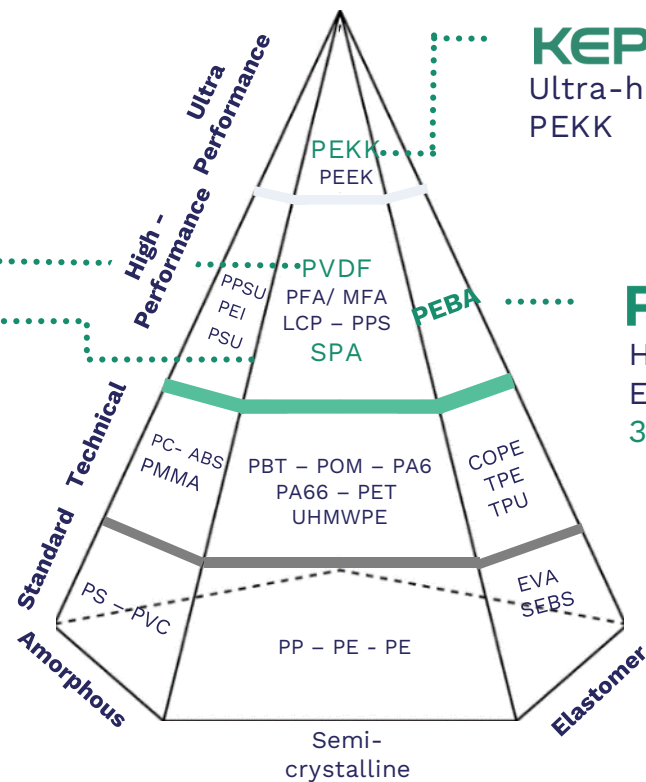 Ultra
Performance
High -
Performance
Technical
Standard
KEP
Ultra-h
PEKK
PEKK
PEEK
PVDF
PFA/ MFA
LCP – PPS
SPA
PPSU
PEI
PSU
PEBA
P
H
E
3
PC- ABS
PMMA
PBT – POM – PA6
PA66 – PET
UHMWPE
COPE
TPE
TPU
PS – PVC
PP – PE - PE
EVA
SEBS
Amorphous
Semi-
crystalline
Elastomer